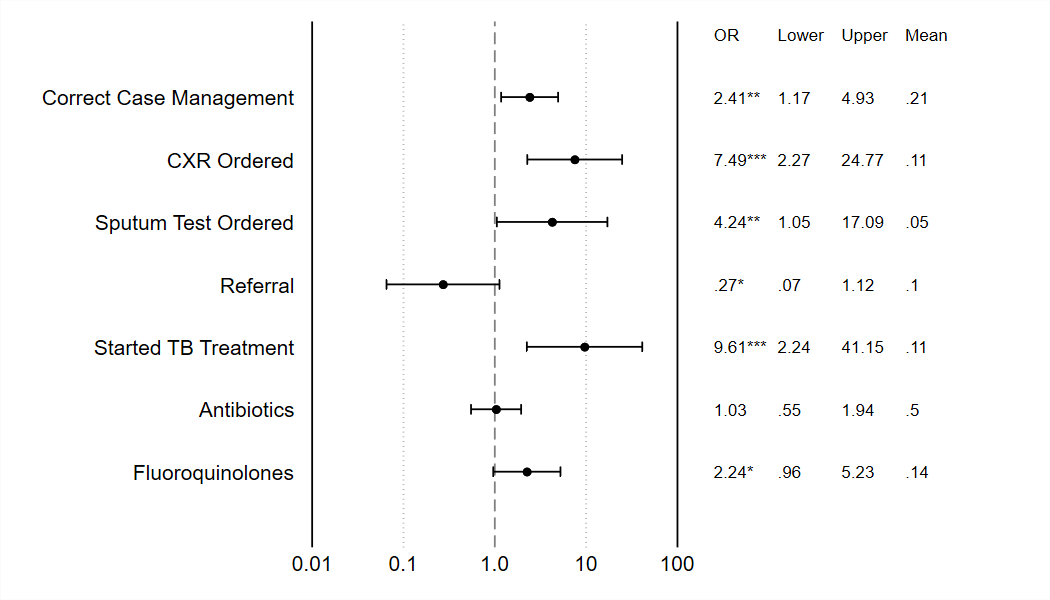 OR Lower Upper Mean
Correct Case Management 2.41** 1.17 4.93 .21
CXR Ordered 7.49*** 2.27 24.77 .11
Sputum Test Ordered 4.24** 1.05 17.09 .05
Referral .27* .07 1.12 .1
Started TB Treatment 9.61*** 2.24 41.15 .11
Antibiotics 1.03 .55 1.94 .5
Fluoroquinolones 2.24* .96 5.23 .14
0.01 0.1 1.0 10 100